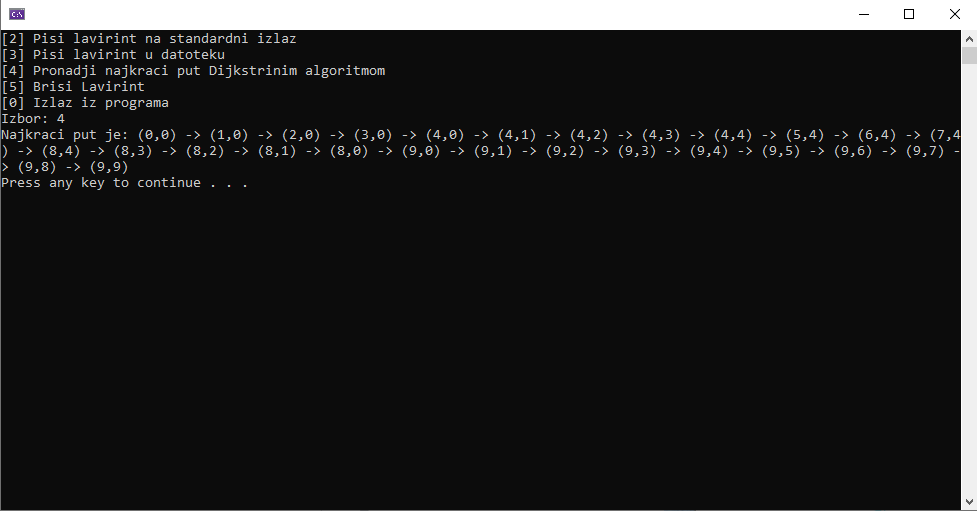 C:\
[2] Pisi lavirint na standardni izlaz
[3] Pisi lavirint u datoteku
[4] Pronadji najkraci put Dijkstrinim algoritmom
[5] Brisi Lavirint
[0] Izlaz iz programa
Izbor: 4
Najkraci put je: (0,0) -> (1,0) -> (2,0) -> (3,0) -> (4,0) -> (4,1) -> (4,2) -> (4,3) -> (4,4) -> (5,4) -> (6,4) -> (7,4
) -> (8,4) -> (8,3) -> (8,2) -> (8,1) -> (8,0) -> (9,0) -> (9,1) -> (9,2) -> (9,3) -> (9,4) -> (9,5) -> (9,6) -> (9,7) -
> (9,8) -> (9,9)
Press any key to continue . . .